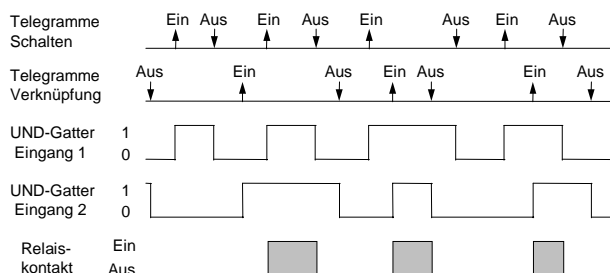 Telegramme Schalten Ein Aus Ein Aus Ein Aus Ein Aus
Telegramme Verknüpfung Aus Ein Aus Ein Aus Ein Aus
UND-Gatter 1
Eingang 1 0
UND-Gatter 1
Eingang 2 0
Relais- Ein
kontakt Aus